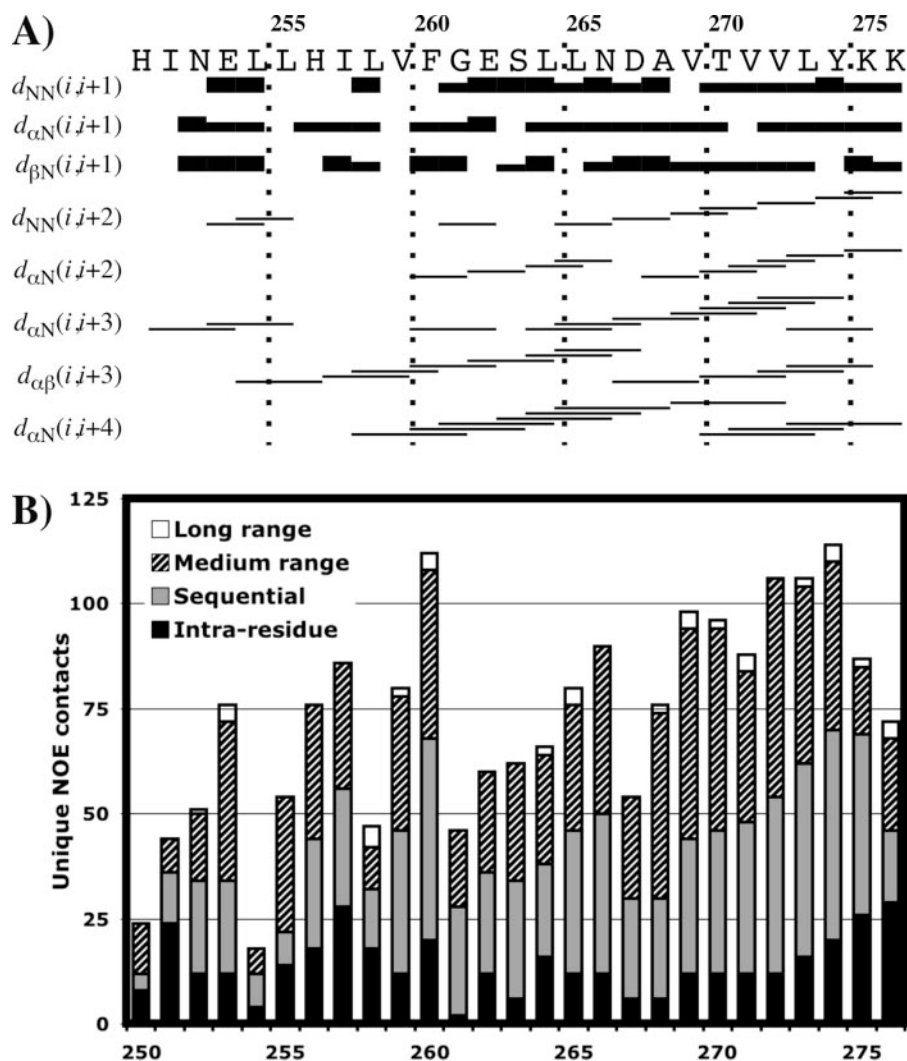 A)
255 260 265 270 275
H I N E L L H I L V F G E S L L N D A V T V V L Y K K
dNN(i,i+1)
dαN(i,i+1)
dβN(i,i+1)
dNN(i,i+2)
dαN(i,i+2)
dαN(i,i+3)
dαβ(i,i+3)
dαN(i,i+4)
B)
125
100
75
50
25
0
Unique NOE contacts
Long range
Medium range
Sequential
Intra-residue
250 255 260 265 270 275